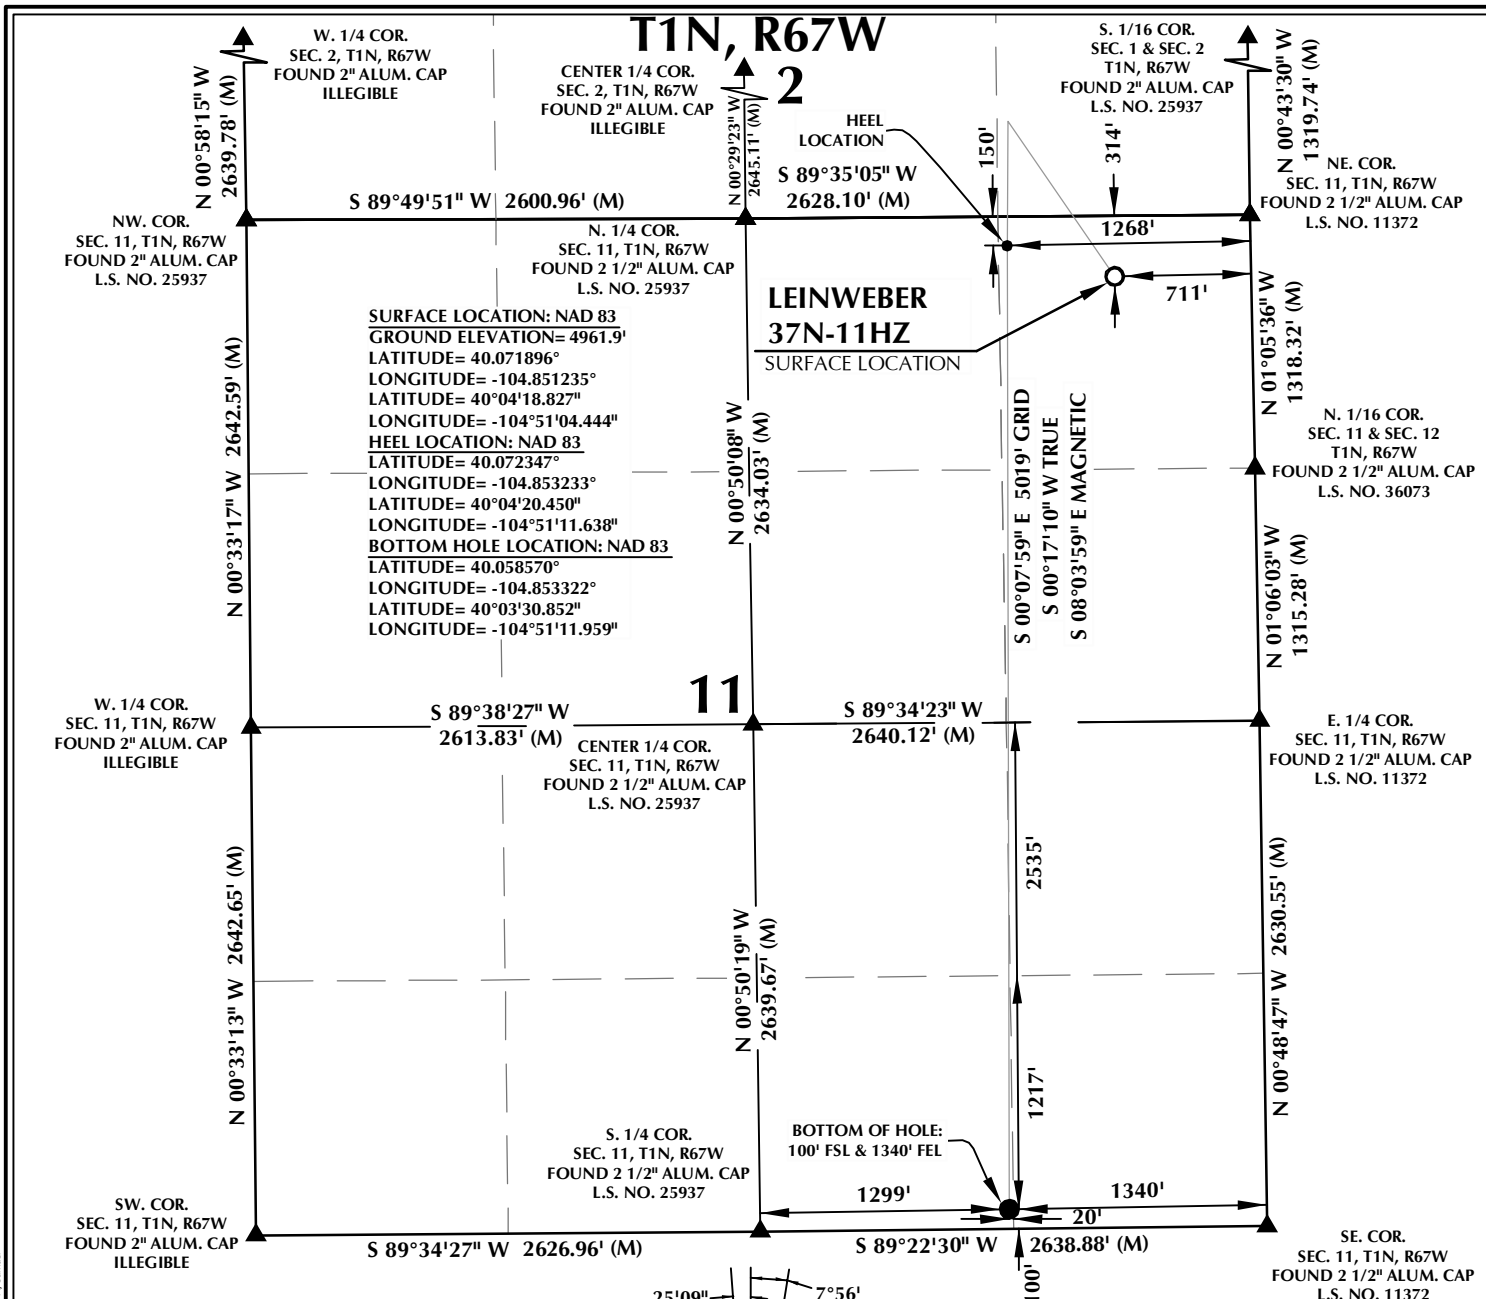 T1N, R67W
2
W. 1/4 COR.
SEC. 2, T1N, R67W
FOUND 2" ALUM. CAP
ILLEGIBLE
CENTER 1/4 COR.
SEC. 2, T1N, R67W
FOUND 2" ALUM. CAP
ILLEGIBLE
S. 1/16 COR.
SEC. 1 & SEC. 2
T1N, R67W
FOUND 2" ALUM. CAP
L.S. NO. 25937
N 00°58'15" W
2639.78' (M)
N 00°29'23" W
2645.11' (M)
N 00°43'30" W
1319.74' (M)
HEEL
LOCATION
150'
314'
S 89°49'51" W 2600.96' (M)
S 89°35'05" W
2628.10' (M)
NE. COR.
SEC. 11, T1N, R67W
FOUND 2 1/2" ALUM. CAP
L.S. NO. 11372
NW. COR.
SEC. 11, T1N, R67W
FOUND 2" ALUM. CAP
L.S. NO. 25937
N. 1/4 COR.
SEC. 11, T1N, R67W
FOUND 2 1/2" ALUM. CAP
L.S. NO. 25937
1268'
711'
LEINWEBER
37N-11HZ
SURFACE LOCATION
SURFACE LOCATION: NAD 83
GROUND ELEVATION= 4961.9'
LATITUDE= 40.071896°
LONGITUDE= -104.851235°
LATITUDE= 40°04'18.827"
LONGITUDE= -104°51'04.444"
HEEL LOCATION: NAD 83
LATITUDE= 40.072347°
LONGITUDE= -104.853233°
LATITUDE= 40°04'20.450"
LONGITUDE= -104°51'11.638"
BOTTOM HOLE LOCATION: NAD 83
LATITUDE= 40.058570°
LONGITUDE= -104.853322°
LATITUDE= 40°03'30.852"
LONGITUDE= -104°51'11.959"
N 00°33'17" W 2642.59' (M)
N 00°50'08" W
2634.03' (M)
S 00°07'59" E 5019' GRID
S 00°17'10" W TRUE
S 08°03'59" E MAGNETIC
N 01°05'36" W
1318.32' (M)
N. 1/16 COR.
SEC. 11 & SEC. 12
T1N, R67W
FOUND 2 1/2" ALUM. CAP
L.S. NO. 36073
N 01°06'03" W
1315.28' (M)
11
W. 1/4 COR.
SEC. 11, T1N, R67W
FOUND 2" ALUM. CAP
ILLEGIBLE
S 89°38'27" W
2613.83' (M)
S 89°34'23" W
2640.12' (M)
CENTER 1/4 COR.
SEC. 11, T1N, R67W
FOUND 2 1/2" ALUM. CAP
L.S. NO. 25937
E. 1/4 COR.
SEC. 11, T1N, R67W
FOUND 2 1/2" ALUM. CAP
L.S. NO. 11372
N 00°33'13" W 2642.65' (M)
N 00°50'19" W
2639.67' (M)
2535'
1217'
N 00°48'47" W 2630.55' (M)
S. 1/4 COR.
SEC. 11, T1N, R67W
FOUND 2 1/2" ALUM. CAP
L.S. NO. 25937
BOTTOM OF HOLE:
100' FSL & 1340' FEL
1299'
1340'
20'
SW. COR.
SEC. 11, T1N, R67W
FOUND 2" ALUM. CAP
ILLEGIBLE
S 89°34'27" W 2626.96' (M)
S 89°22'30" W 2638.88' (M)
SE. COR.
SEC. 11, T1N, R67W
FOUND 2 1/2" ALUM. CAP
L.S. NO. 11372
25'09"
7°56'
100'